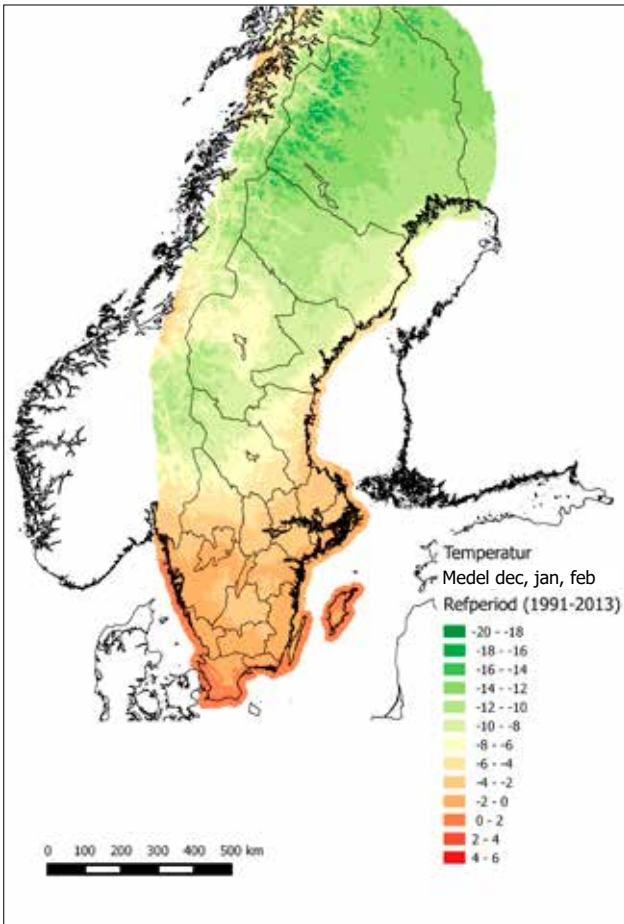 Temperatur
Medel dec, jan, feb
Refperiod (1991-2013)
-20 - -18
-18 - -16
-16 - -14
-14 - -12
-12 - -10
-10 - -8
-8 - -6
-6 - -4
-4 - -2
-2 - 0
0 - 2
2 - 4
4 - 6
0 100 200 300 400 500 km